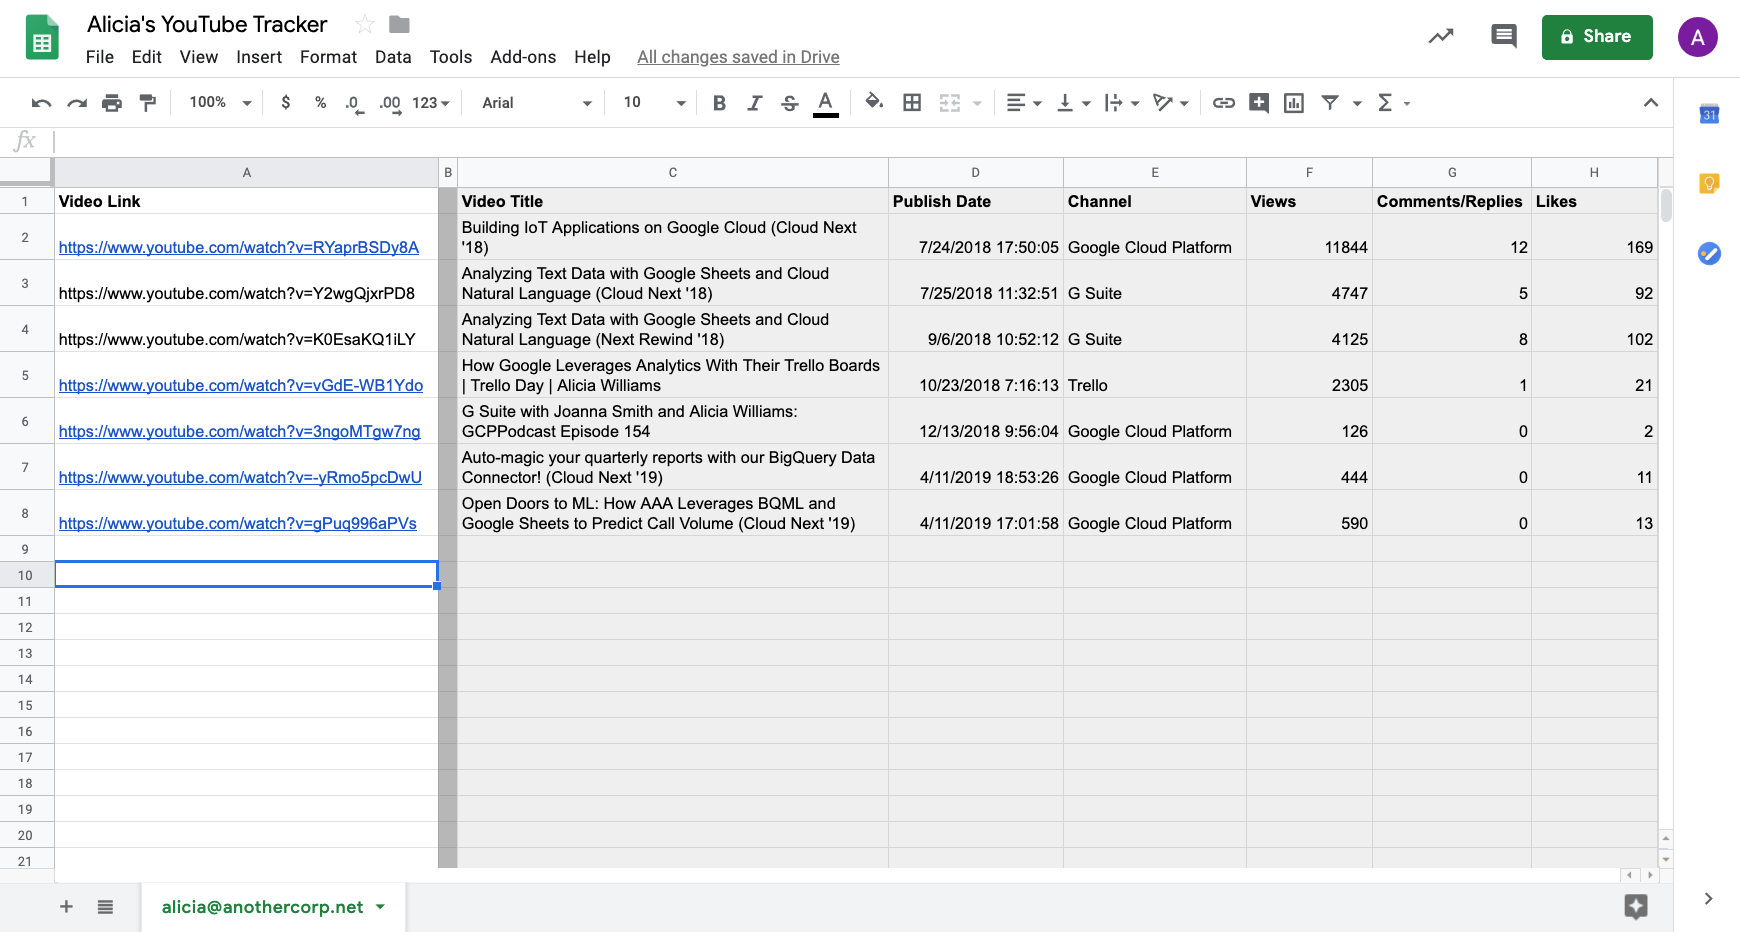 Alicia's YouTube Tracker
File Edit View Insert Format Data Tools Add-ons Help All changes saved in Drive
Share
A
100% $ % .0 .00 123 Arial 10 B I S A
31
fx
A B C D E F G H
1 Video Link Video Title Publish Date Channel Views Comments/Replies Likes
Building IoT Applications on Google Cloud (Cloud Next
2 https://www.youtube.com/watch?v=RYaprBSDy8A '18) 7/24/2018 17:50:05 Google Cloud Platform 11844 12 169
Analyzing Text Data with Google Sheets and Cloud
3 https://www.youtube.com/watch?v=Y2wgQjxrPD8 Natural Language (Cloud Next '18) 7/25/2018 11:32:51 G Suite 4747 5 92
Analyzing Text Data with Google Sheets and Cloud
4 https://www.youtube.com/watch?v=K0EsaKQ1iLY Natural Language (Next Rewind '18) 9/6/2018 10:52:12 G Suite 4125 8 102
How Google Leverages Analytics With Their Trello Boards
5 https://www.youtube.com/watch?v=vGdE-WB1Ydo | Trello Day | Alicia Williams 10/23/2018 7:16:13 Trello 2305 1 21
G Suite with Joanna Smith and Alicia Williams:
6 https://www.youtube.com/watch?v=3ngoMTgw7ng GCPPodcast Episode 154 12/13/2018 9:56:04 Google Cloud Platform 126 0 2
Auto-magic your quarterly reports with our BigQuery Data
7 https://www.youtube.com/watch?v=-yRmo5pcDwU Connector! (Cloud Next '19) 4/11/2019 18:53:26 Google Cloud Platform 444 0 11
Open Doors to ML: How AAA Leverages BQML and
8 https://www.youtube.com/watch?v=gPuq996aPVs Google Sheets to Predict Call Volume (Cloud Next '19) 4/11/2019 17:01:58 Google Cloud Platform 590 0 13
9
10
11
12
13
14
15
16
17
18
19
20
21
alicia@anothercorp.net